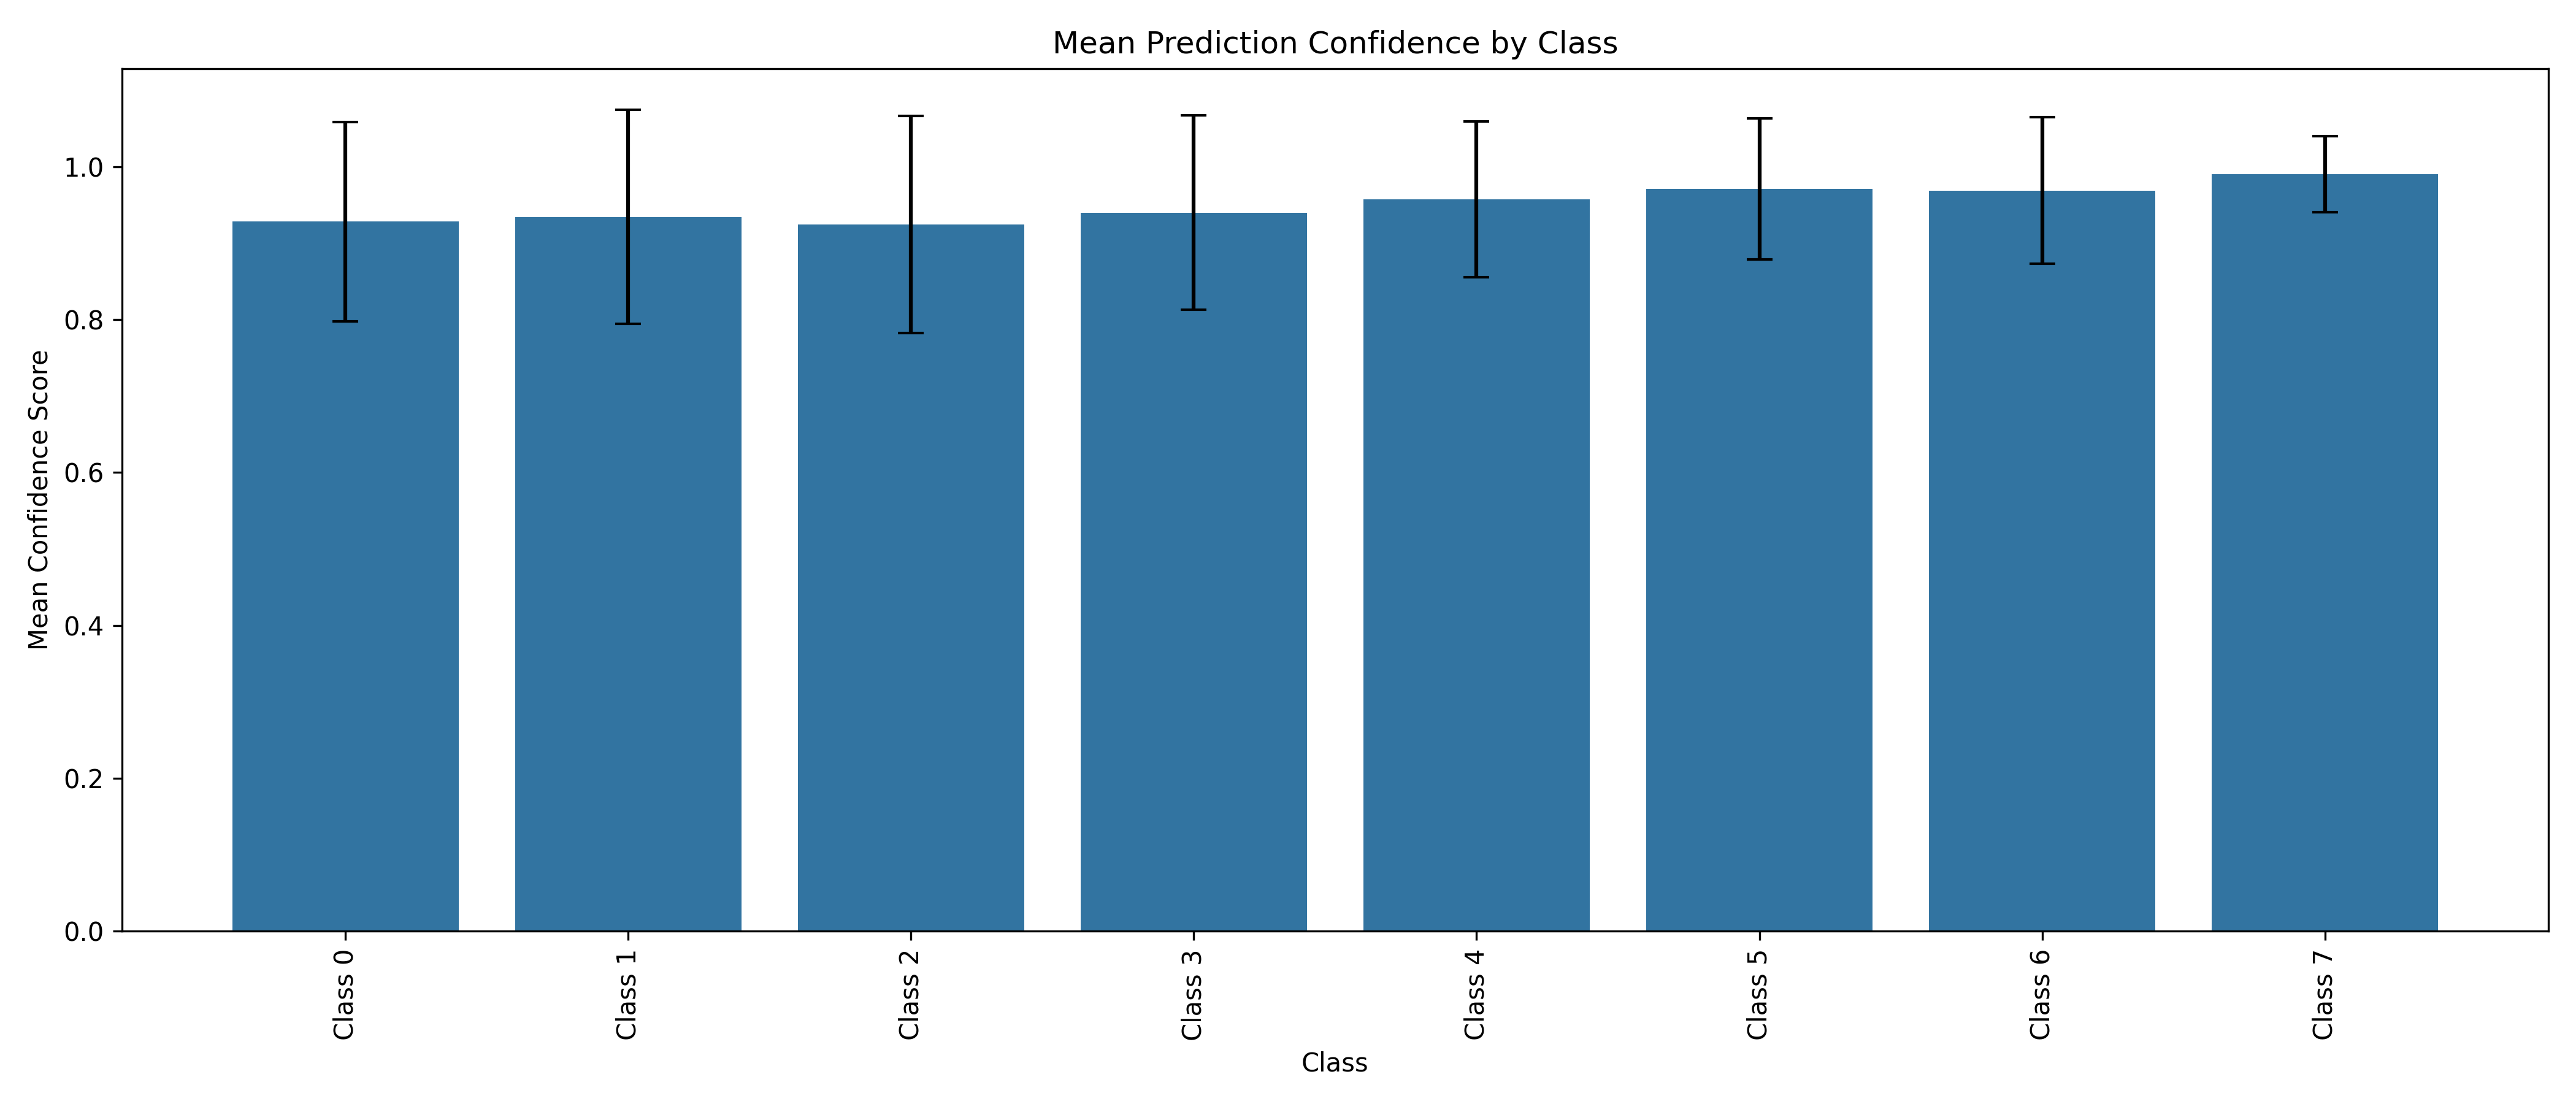 Mean Prediction Confidence by Class
Mean Confidence Score
1.0
0.8
0.6
0.4
0.2
0.0
Class 0
Class 1
Class 2
Class 3
Class 4
Class 5
Class 6
Class 7
Class